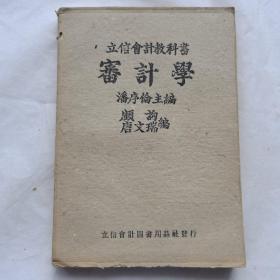 立信會計教科書
審計學
潘序倫主編
顧詢
唐文瑞編
立信會計圖書用品社發行